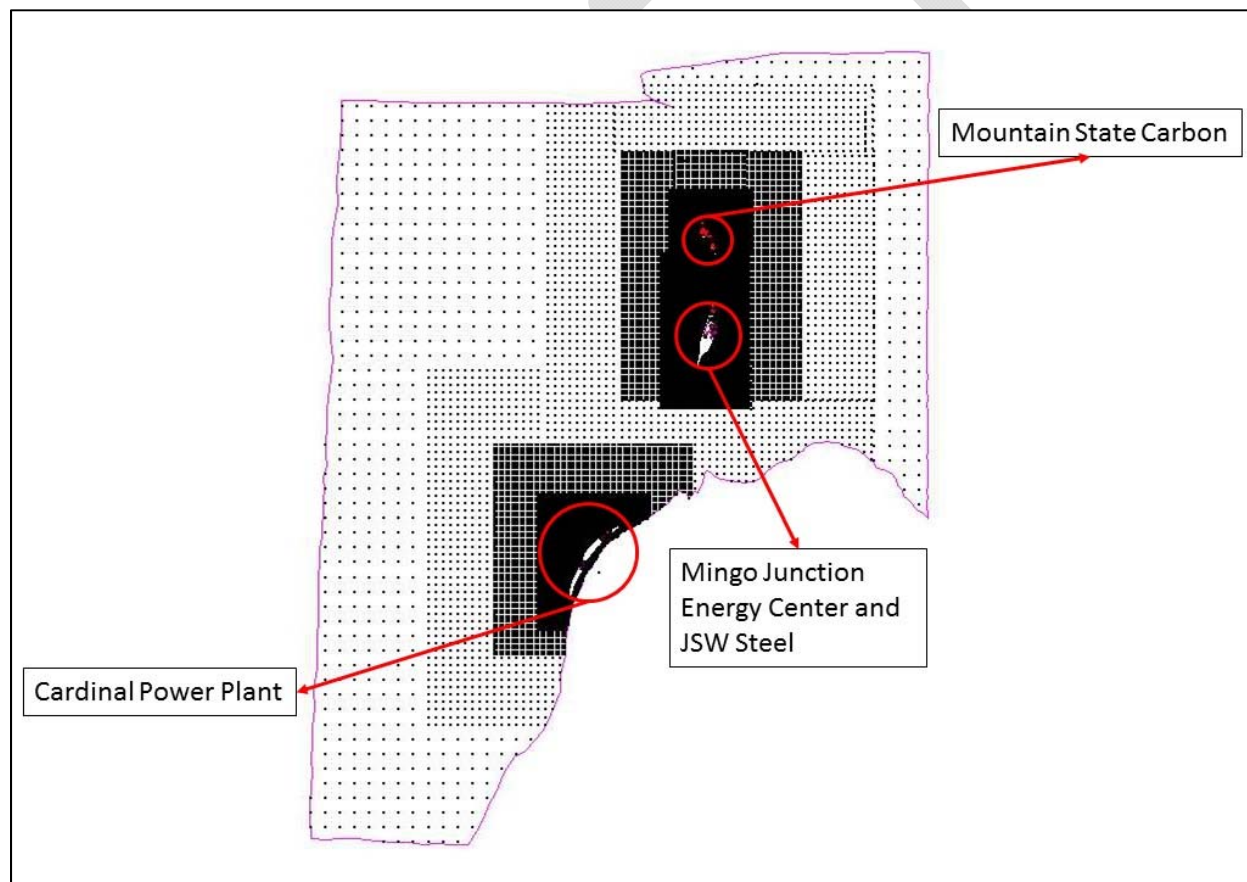 Mountain State Carbon
Mingo Junction
Energy Center and
JSW Steel
Cardinal Power Plant